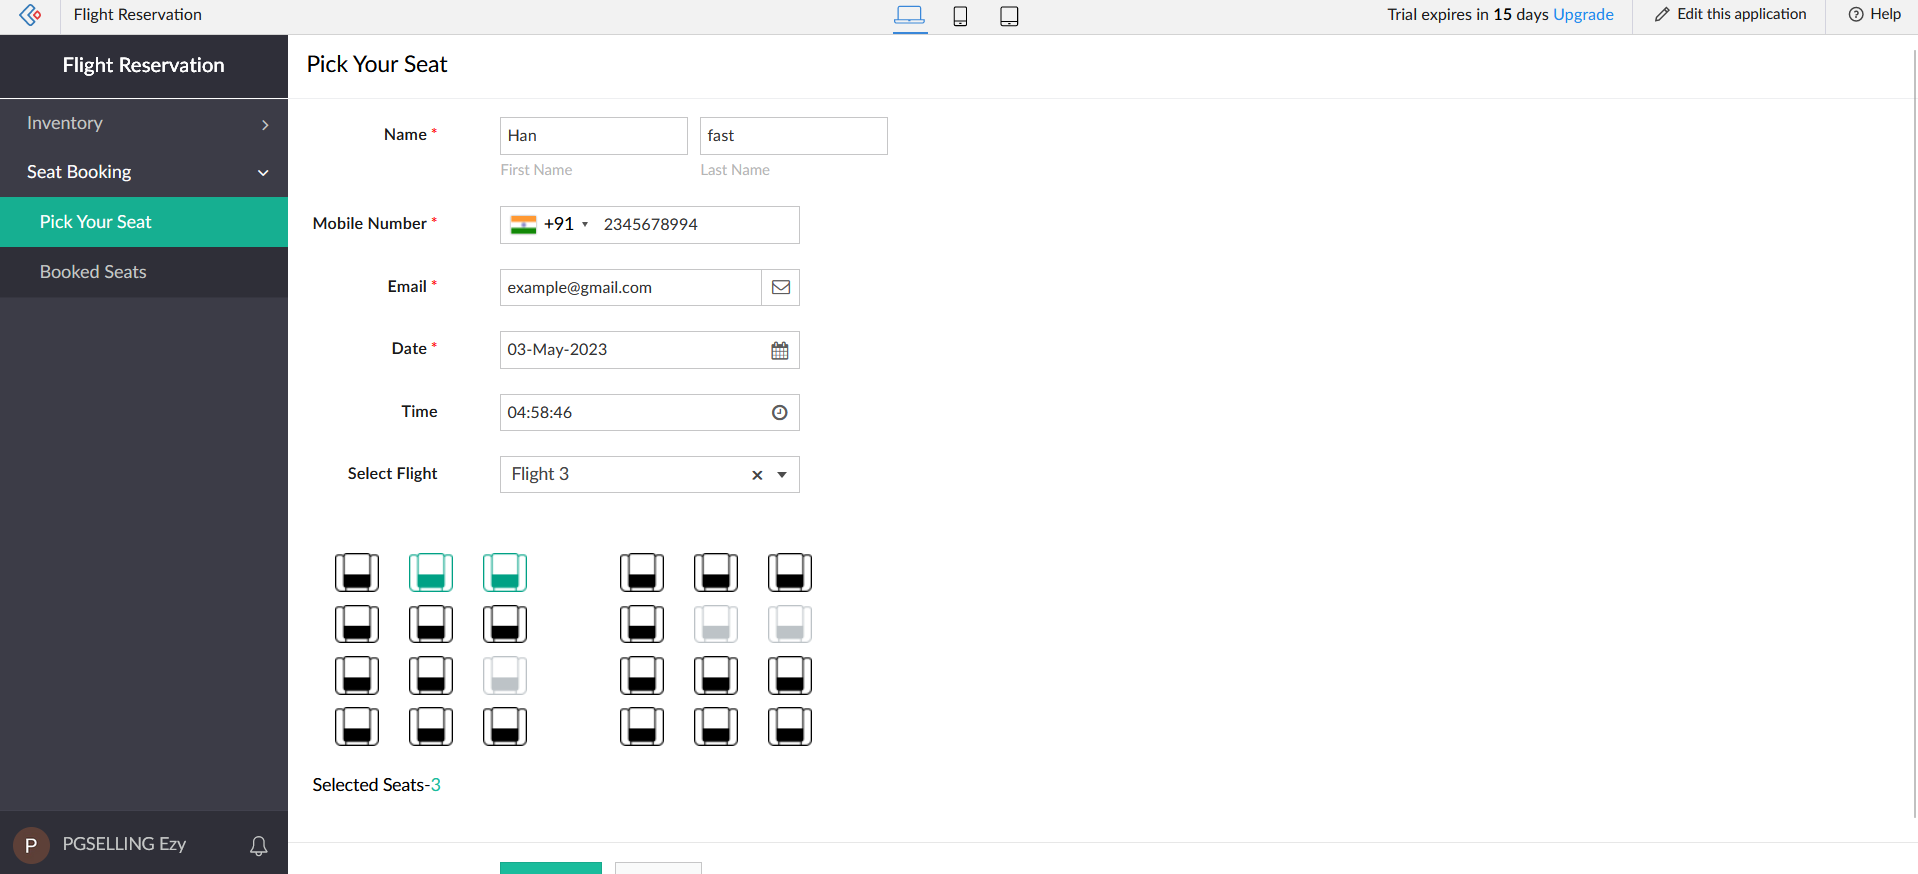 Flight Reservation
Trial expires in 15 days Upgrade
Edit this application
Help
Flight Reservation
Inventory
Seat Booking
Pick Your Seat
Booked Seats
P PGSELLING Ezy
Pick Your Seat
Name *
Han
fast
First Name
Last Name
Mobile Number *
+91 2345678994
Email *
example@gmail.com
Date *
03-May-2023
Time
04:58:46
Select Flight
Flight 3
Selected Seats-3